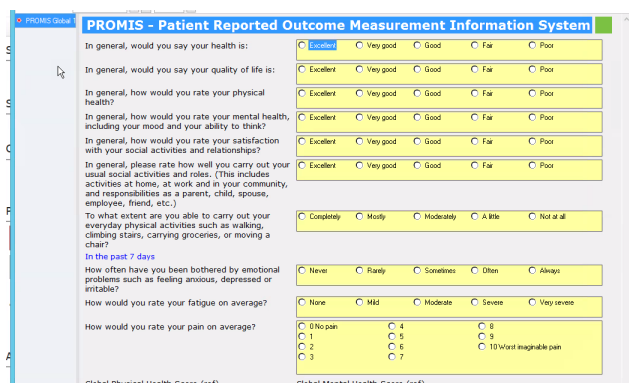 PROMIS Global 1
PROMIS - Patient Reported Outcome Measurement Information System
In general, would you say your health is:
Excellent Very good Good Fair Poor
In general, would you say your quality of life is:
Excellent Very good Good Fair Poor
In general, how would you rate your physical
health?
Excellent Very good Good Fair Poor
In general, how would you rate your mental health,
including your mood and your ability to think?
Excellent Very good Good Fair Poor
In general, how would you rate your satisfaction
with your social activities and relationships?
Excellent Very good Good Fair Poor
In general, please rate how well you carry out your
usual social activities and roles. (This includes
activities at home, at work and in your community,
and responsibilities as a parent, child, spouse,
employee, friend, etc.)
Excellent Very good Good Fair Poor
To what extent are you able to carry out your
everyday physical activities such as walking,
climbing stairs, carrying groceries, or moving a
chair?
Completely Mostly Moderately A little Not at all
In the past 7 days
How often have you been bothered by emotional
problems such as feeling anxious, depressed or
irritable?
Never Rarely Sometimes Often Always
How would you rate your fatigue on average?
None Mild Moderate Severe Very severe
How would you rate your pain on average?
0 No pain 4 8
1 5 9
2 6 10 Worst imaginable pain
3 7
Global Physical Health Score (ref) Global Mental Health Score (ref)